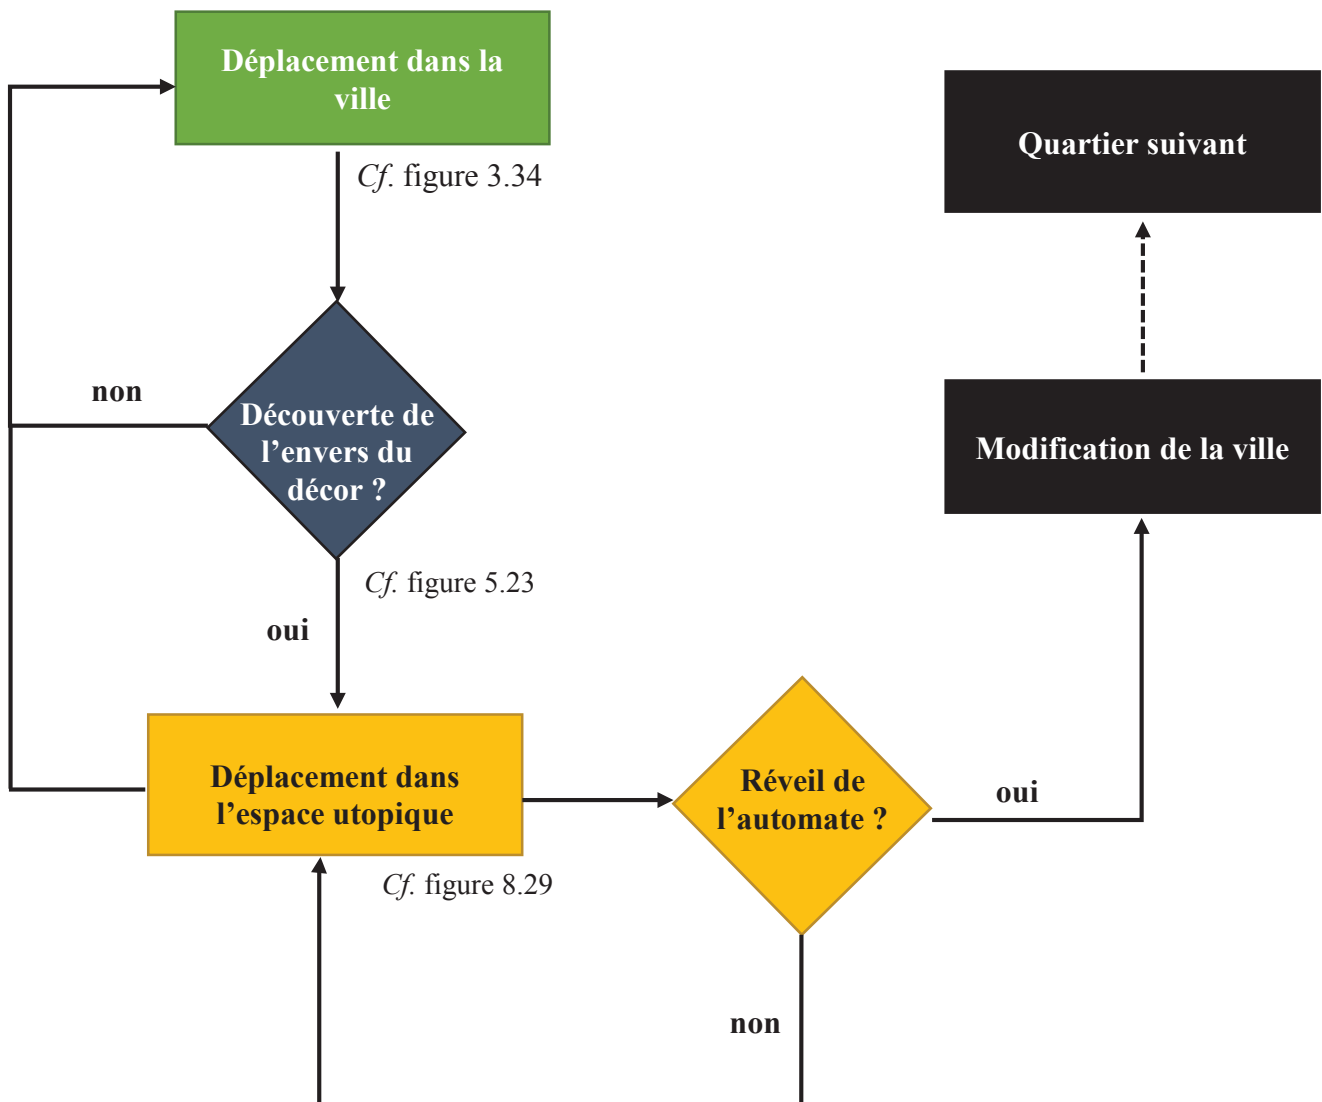 Déplacement dans la
ville
Cf. figure 3.34
Quartier suivant
non
Découverte de
l’envers du
décor ?
Modification de la ville
Cf. figure 5.23
oui
Déplacement dans
l’espace utopique
Réveil de
l’automate ?
oui
Cf. figure 8.29
non